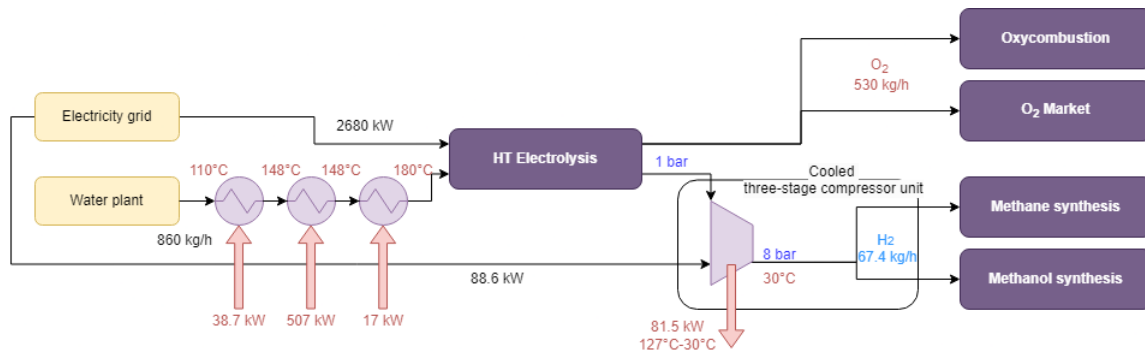 Oxycombustion
O2
530 kg/h
Electricity grid
2680 kW
O2 Market
HT Electrolysis
1 bar
Cooled
three-stage compressor unit
110°C
148°C
148°C
180°C
Water plant
860 kg/h
Methane synthesis
H2
67.4 kg/h
8 bar
30°C
88.6 kW
Methanol synthesis
38.7 kW
507 kW
17 kW
81.5 kW
127°C-30°C